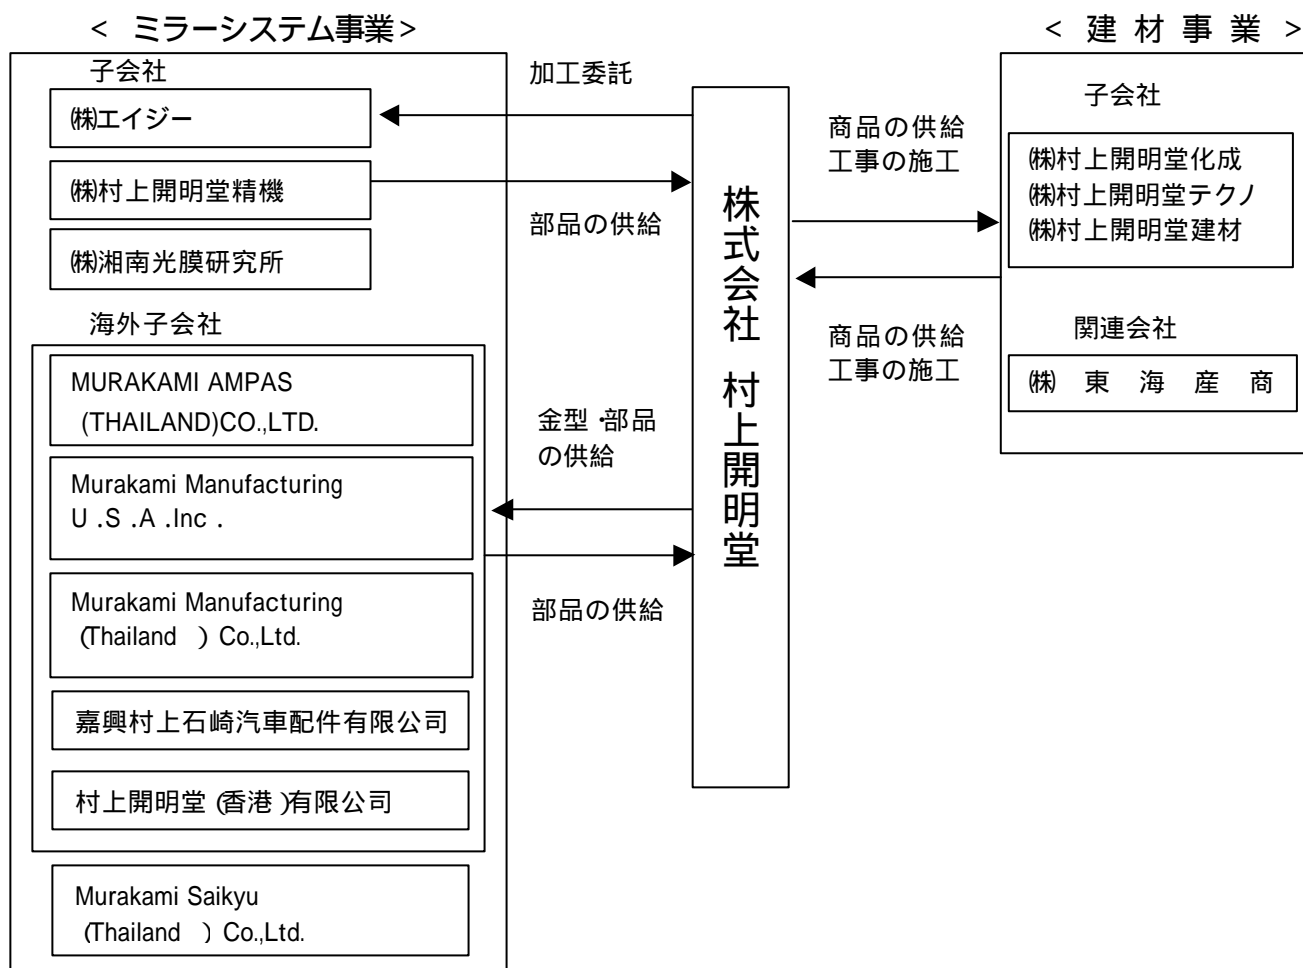 < ミラーシステム事業>
子会社
㈱エイジー
㈱村上開明堂精機
㈱湘南光膜研究所
海外子会社
MURAKAMI AMPAS
(THAILAND)CO.,LTD.
Murakami Manufacturing
U .S .A .Inc .
Murakami Manufacturing
(Thailand ) Co.,Ltd.
嘉興村上石崎汽車配件有限公司
村上開明堂 (香港 )有限公司
Murakami Saikyu
(Thailand ) Co.,Ltd.
加工委託
部品の供給
金型・部品
の供給
部品の供給
株式会社 村上開明堂
商品の供給
工事の施工
商品の供給
工事の施工
< 建 材 事 業 >
子会社
㈱村上開明堂化成
㈱村上開明堂テクノ
㈱村上開明堂建材
関連会社
㈱ 東 海 産 商